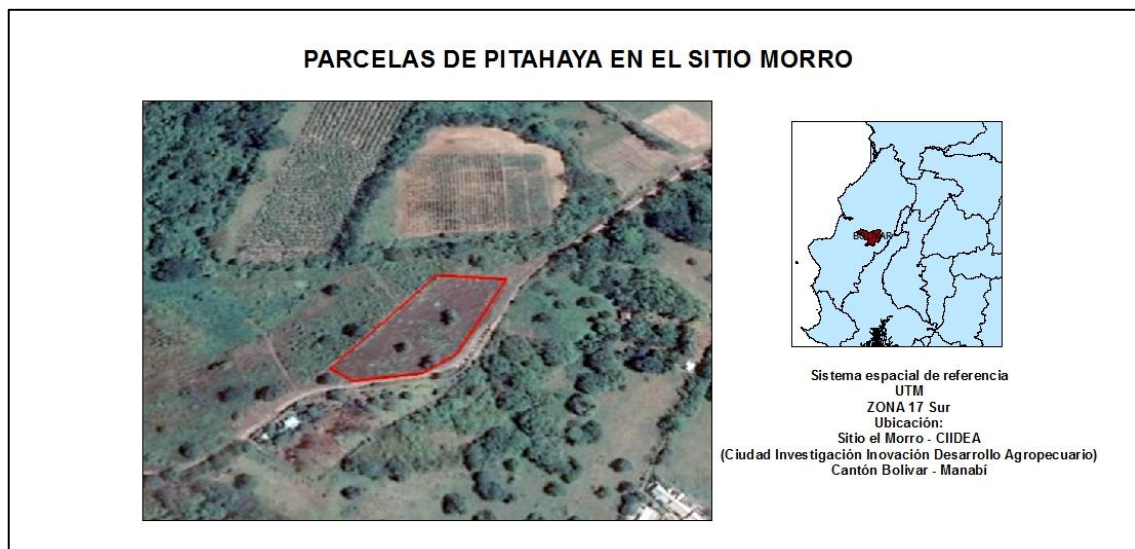 PARCELAS DE PITAHAYA EN EL SITIO MORRO
Sistema espacial de referencia
UTM
ZONA 17 Sur
Ubicación:
Sitio el Morro - CIIDEA
(Ciudad Investigación Inovación Desarrollo Agropecuario)
Cantón Bolivar - Manabí